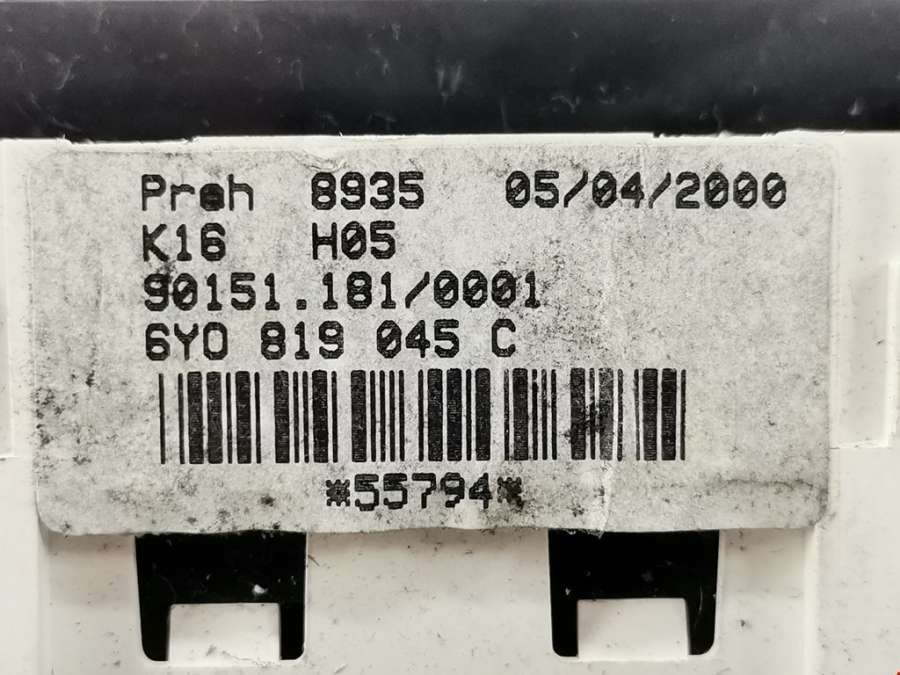 Preh 8935 05/04/2000
K16 H05
90151.181/0001
6Y0 819 045 C
*55794*